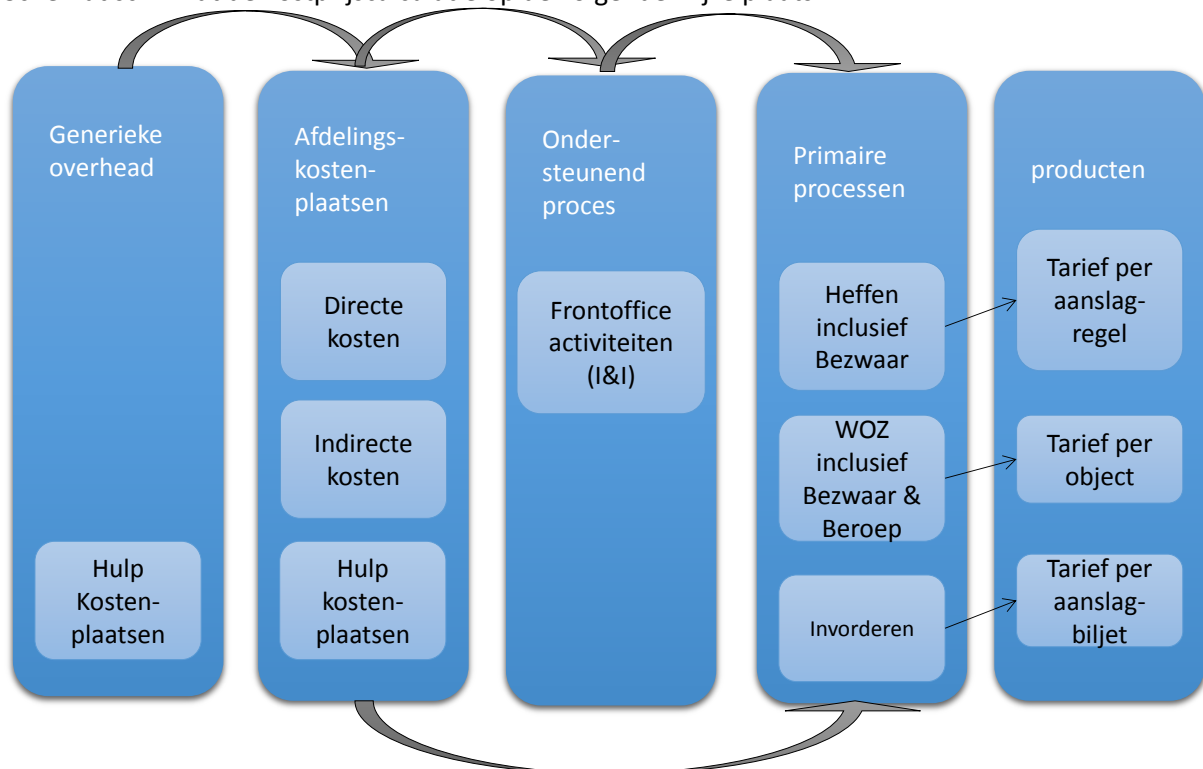 Generieke
overhead
Hulp
Kosten-
plaatsen
Afdelings-
kosten-
plaatsen
Directe
kosten
Indirecte
kosten
Hulp
kosten-
plaatsen
Onder-
steunend
proces
Frontoffice
activiteiten
(I&I)
Primaire
processen
Heffen
inclusief
Bezwaar
WOZ
inclusief
Bezwaar &
Beroep
Invorderen
producten
Tarief per
aanslag-
regel
Tarief per
object
Tarief per
aanslag-
biljet